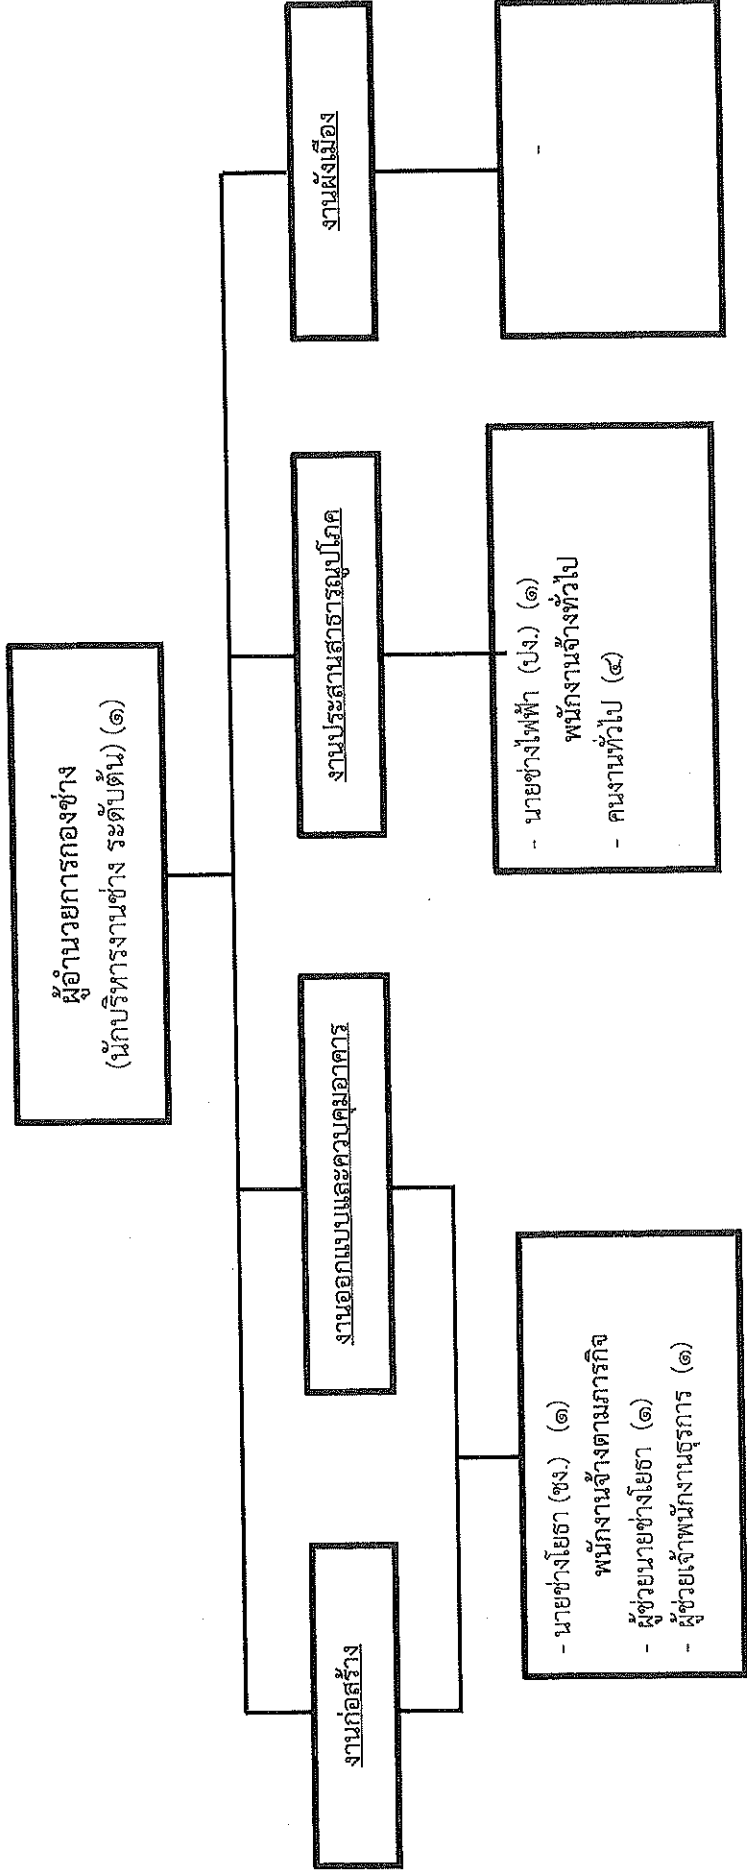 ผู้อำนวยการกองช่าง
(นักบริหารงานช่าง ระดับต้น) (๑)
งานก่อสร้าง
งานออกแบบและควบคุมอาคาร
งานประสานสาธารณูปโภค
งานผังเมือง
- นายช่างโยธา (ชง.) (๑)
พนักงานจ้างตามภารกิจ
- ผู้ช่วยนายช่างโยธา (๑)
- ผู้ช่วยเจ้าพนักงานธุรการ (๑)
- นายช่างไฟฟ้า (ปง.) (๑)
พนักงานจ้างทั่วไป
- คนงานทั่วไป (๔)
-